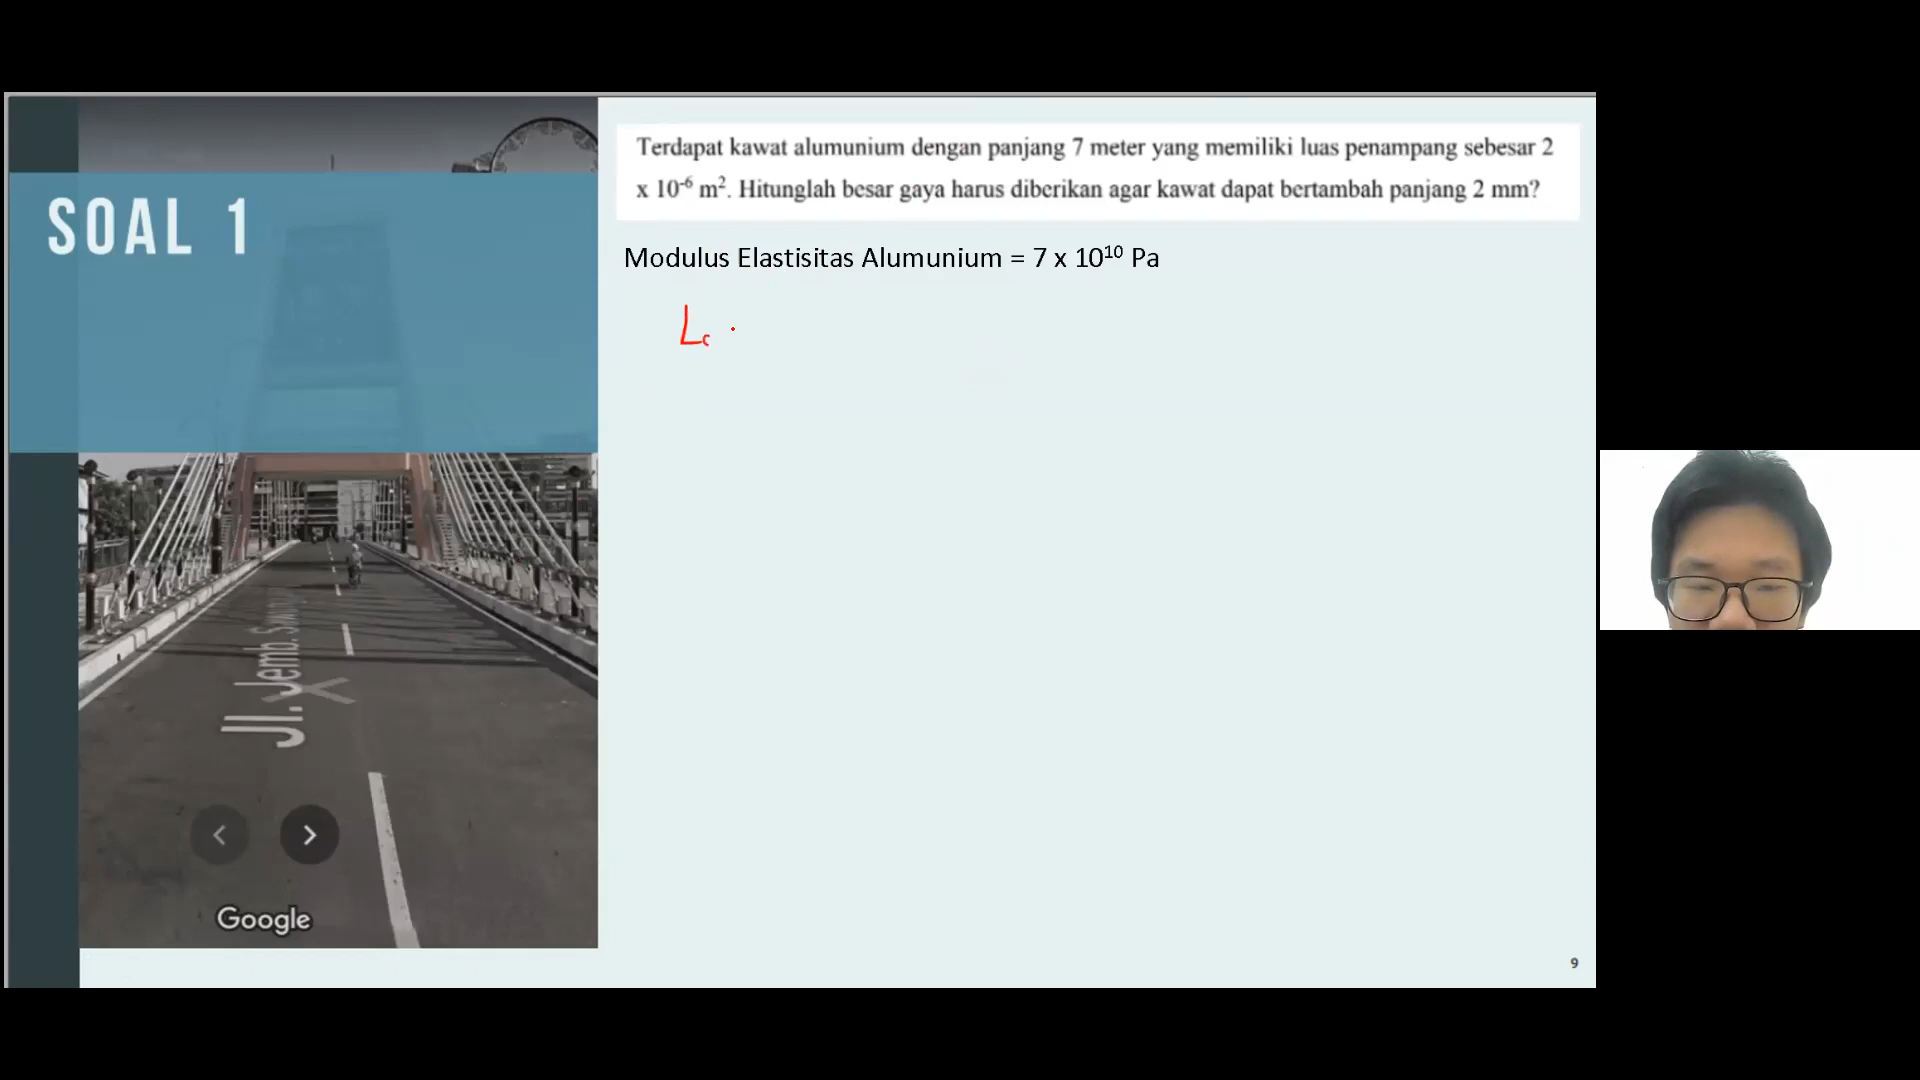 SOAL 1
Terdapat kawat alumunium dengan panjang 7 meter yang memiliki luas penampang sebesar 2
x 10⁻⁶ m². Hitunglah besar gaya harus diberikan agar kawat dapat bertambah panjang 2 mm?
Modulus Elastisitas Alumunium = 7 x 10¹⁰ Pa
L
Jl. Jemb.
Google
9